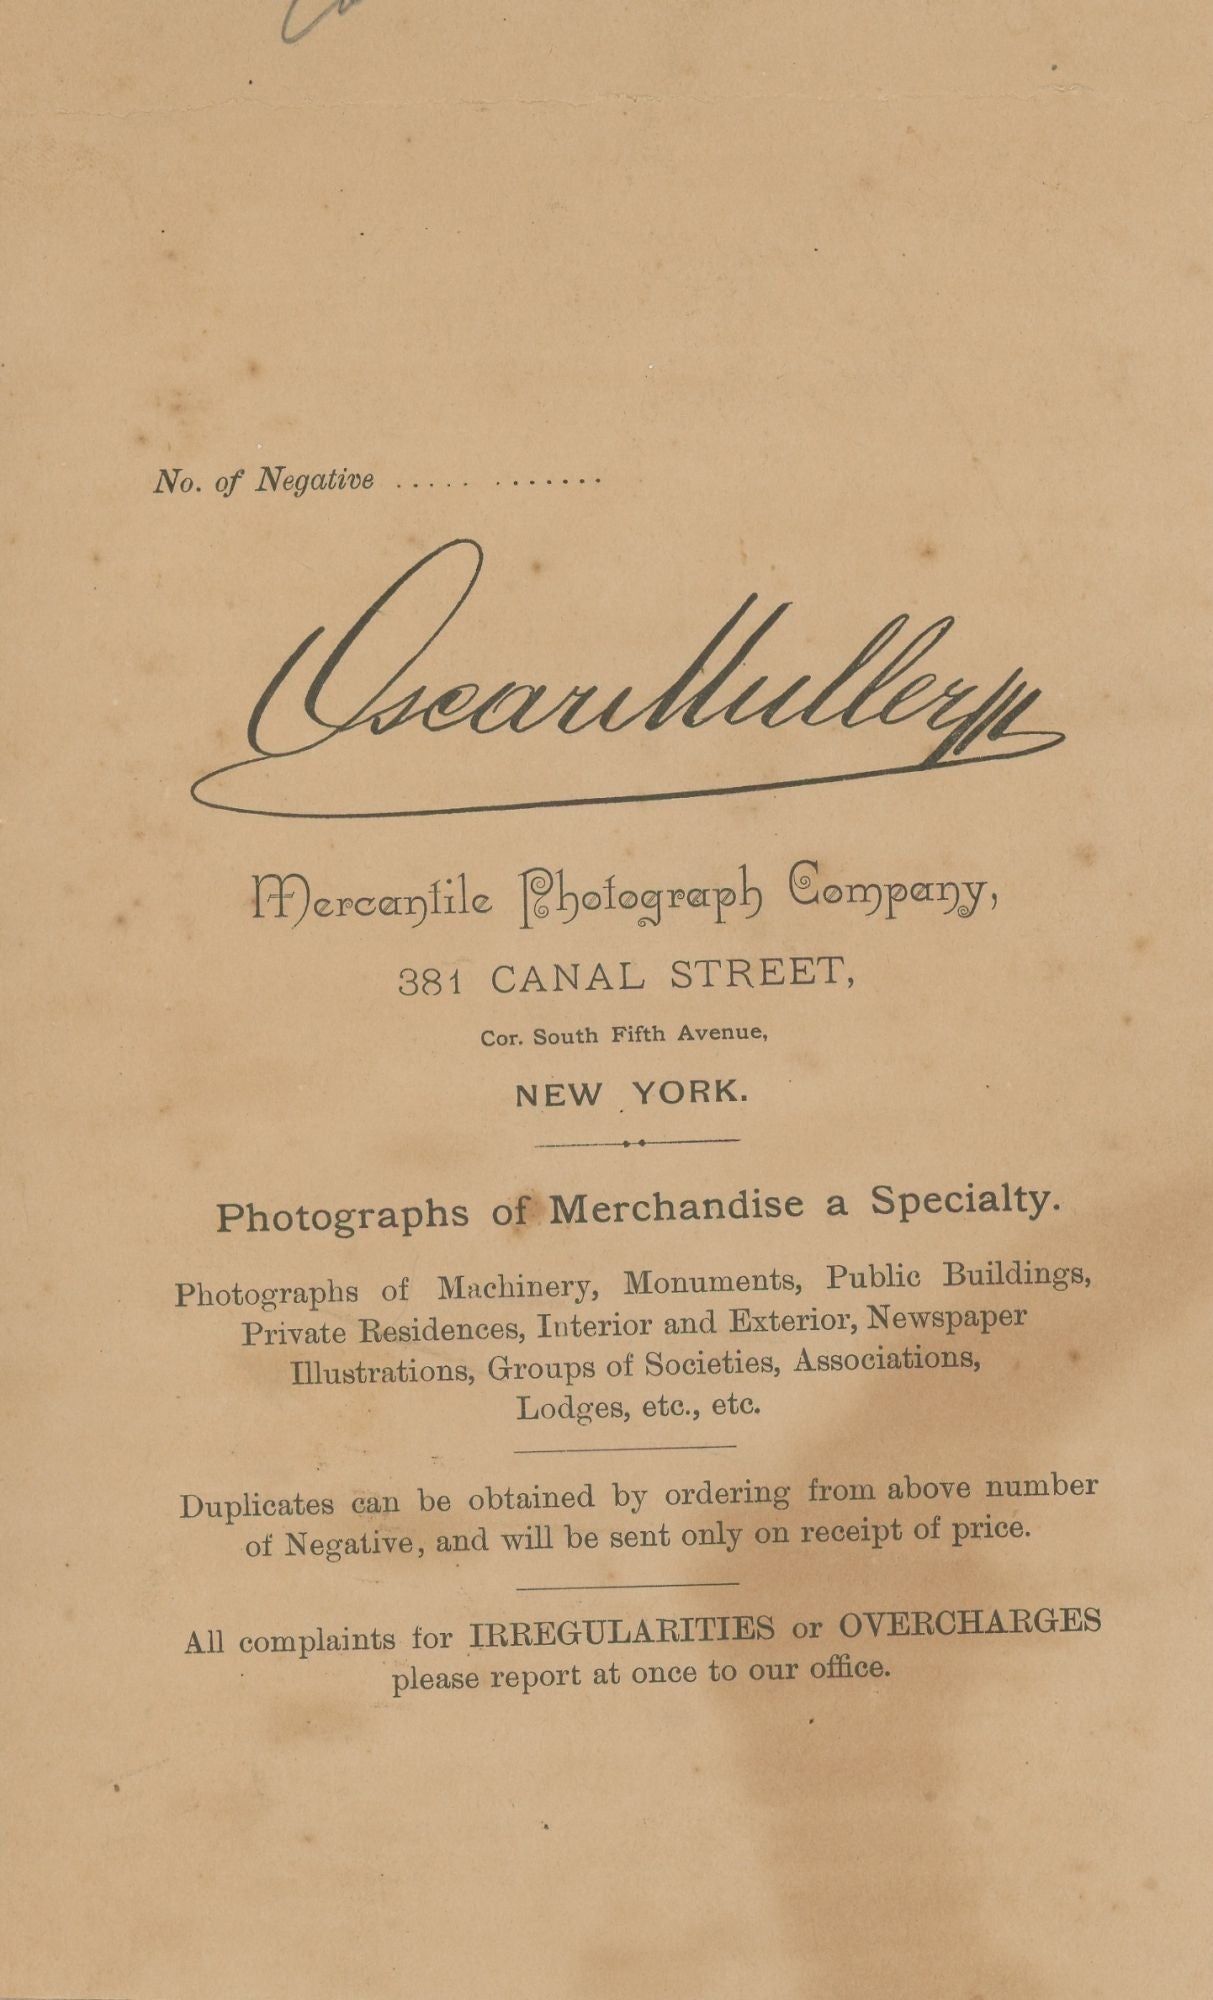 No. of Negative ..... .......
Oscar Muller
Mercantile Photograph Company,
381 CANAL STREET,
Cor. South Fifth Avenue,
NEW YORK.
Photographs of Merchandise a Specialty.
Photographs of Machinery, Monuments, Public Buildings,
Private Residences, Interior and Exterior, Newspaper
Illustrations, Groups of Societies, Associations,
Lodges, etc., etc.
Duplicates can be obtained by ordering from above number
of Negative, and will be sent only on receipt of price.
All complaints for IRREGULARITIES or OVERCHARGES
please report at once to our office.